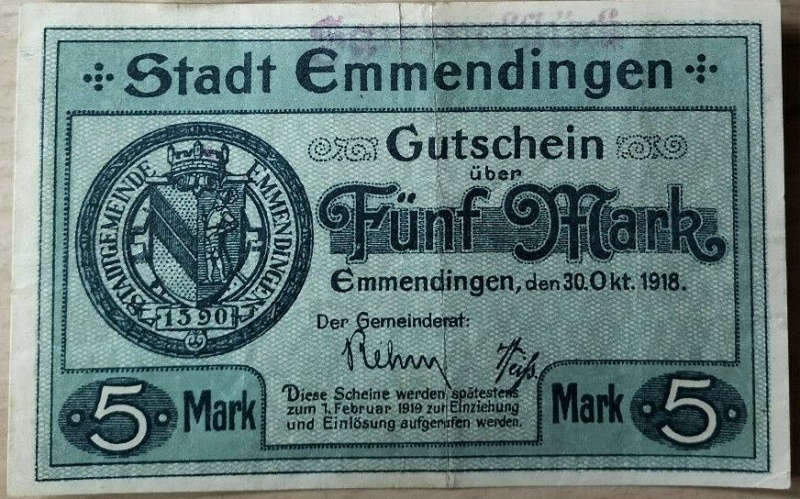 Stadt Emmendingen
STADTGEMEINDE EMMENDINGEN
1590
Gutschein
über
Fünf Mark
Emmendingen, den 30. Okt. 1918.
Der Gemeinderat:
Rehm
5 Mark
Diese Scheine werden spätestens
zum 1. Februar 1919 zur Einziehung
und Einlösung aufgerufen werden.
Mark 5